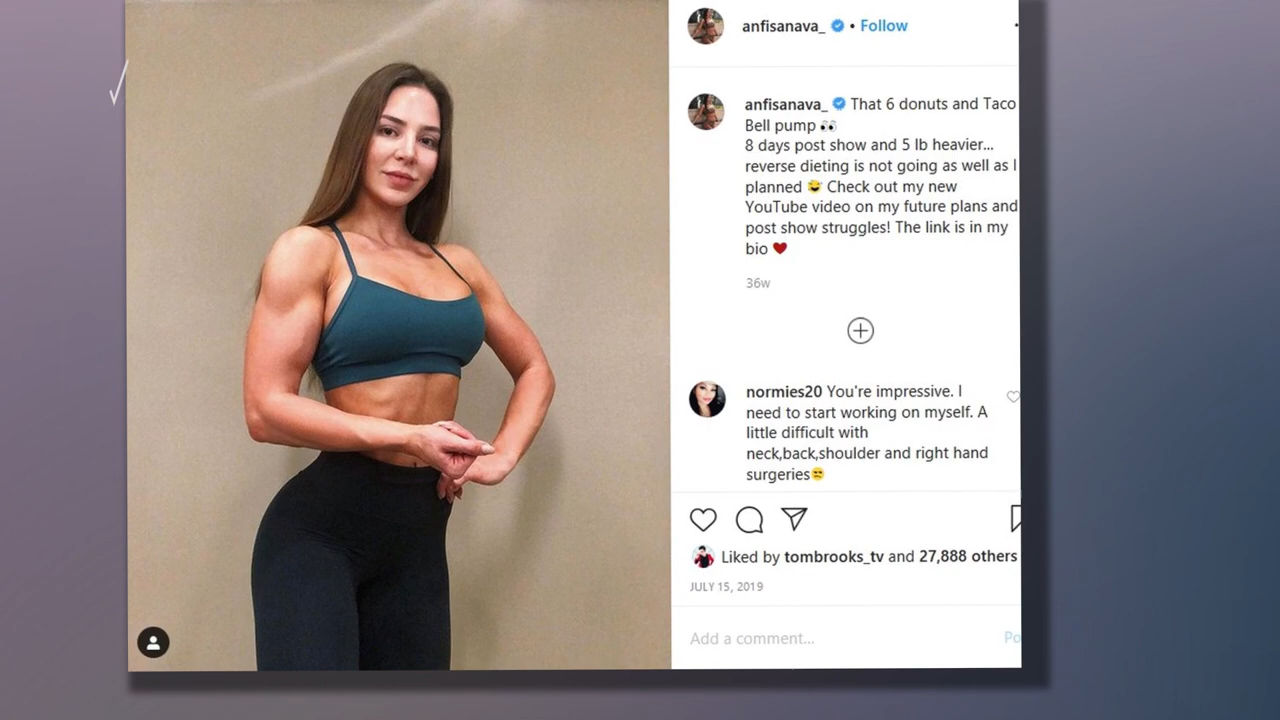 anfisanava_ • Follow
anfisanava_ That 6 donuts and Taco
Bell pump 👀
8 days post show and 5 lb heavier...
reverse dieting is not going as well as I
planned 😂 Check out my new
YouTube video on my future plans and
post show struggles! The link is in my
bio ❤️
36w
normies20 You're impressive. I
need to start working on myself. A
little difficult with
neck,back,shoulder and right hand
surgeries😒
Liked by tombrooks_tv and 27,888 others
JULY 15, 2019
Add a comment...
Po